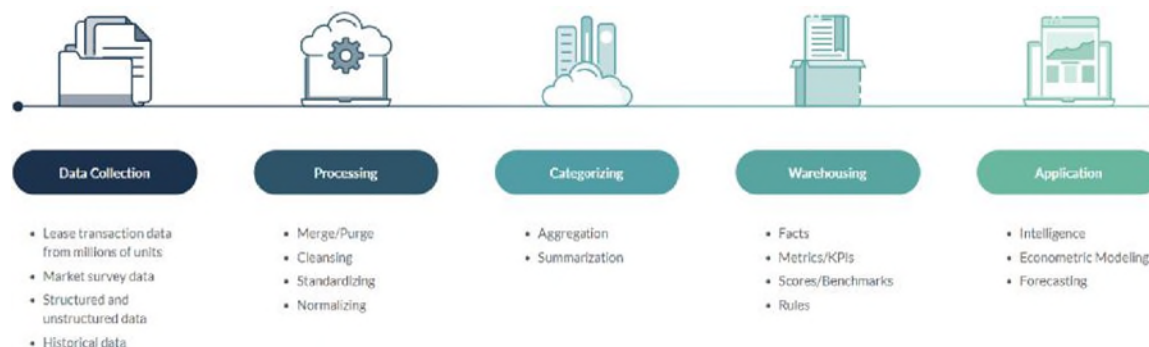 Data Collection
• Lease transaction data
from millions of units
• Market survey data
• Structured and
unstructured data
• Historical data
Processing
• Merge/Purge
• Cleansing
• Standardizing
• Normalizing
Categorizing
• Aggregation
• Summarization
Warehousing
• Facts
• Metrics/KPIs
• Scores/Benchmarks
• Rules
Application
• Intelligence
• Econometric Modeling
• Forecasting